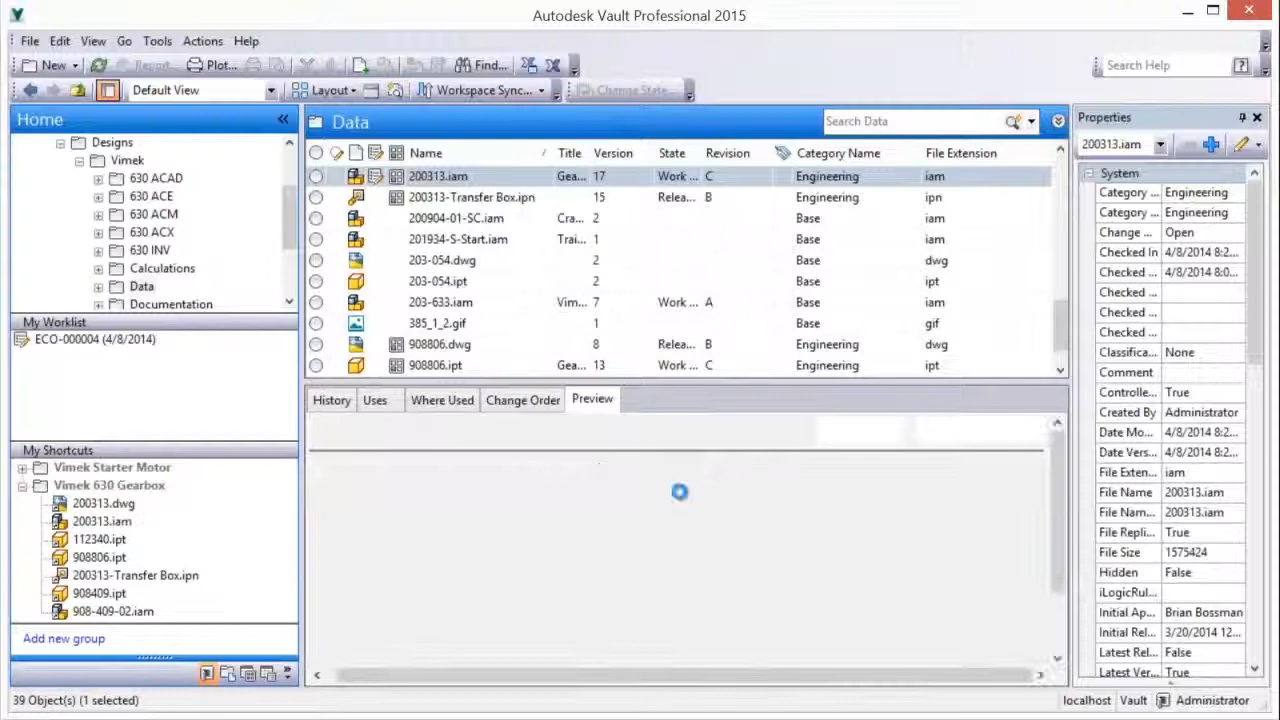 Autodesk Vault Professional 2015
File Edit View Go Tools Actions Help
New Report... Plot... Find... Search Help
Default View Layout Workspace Sync... Change State...
Home
Designs
Vimek
630 ACAD
630 ACE
630 ACM
630 ACX
630 INV
Calculations
Data
Documentation
My Worklist
ECO-000004 (4/8/2014)
My Shortcuts
Vimek Starter Motor
Vimek 630 Gearbox
200313.dwg
200313.iam
112340.ipt
908806.ipt
200313-Transfer Box.ipn
908409.ipt
908-409-02.iam
Add new group
Data Search Data
Name Title Version State Revision Category Name File Extension
200313.iam Gea... 17 Work ... C Engineering iam
200313-Transfer Box.ipn 15 Relea... B Engineering ipn
200904-01-SC.iam Cra... 2 Base iam
201934-S-Start.iam Trai... 1 Base iam
203-054.dwg 2 Base dwg
203-054.ipt 2 Base ipt
203-633.iam Vim... 7 Work ... A Base iam
385_1_2.gif 1 Base gif
908806.dwg 8 Relea... B Engineering dwg
908806.ipt Gea... 13 Work ... C Engineering ipt
History Uses Where Used Change Order Preview
Properties
200313.iam
System
Category ... Engineering
Category ... Engineering
Change ... Open
Checked In 4/8/2014 8:2...
Checked ... 4/8/2014 8:0...
Checked ...
Checked ...
Checked ...
Classifica... None
Comment
Controlle... True
Created By Administrator
Date Mo... 4/8/2014 8:2...
Date Vers... 4/8/2014 8:2...
File Exten... iam
File Name 200313.iam
File Nam... 200313.iam
File Repli... True
File Size 1575424
Hidden False
iLogicRul...
Initial Ap... Brian Bossman
Initial Rel... 3/20/2014 12...
Latest Rel... False
Latest Ver... True
39 Object(s) (1 selected) localhost Vault Administrator